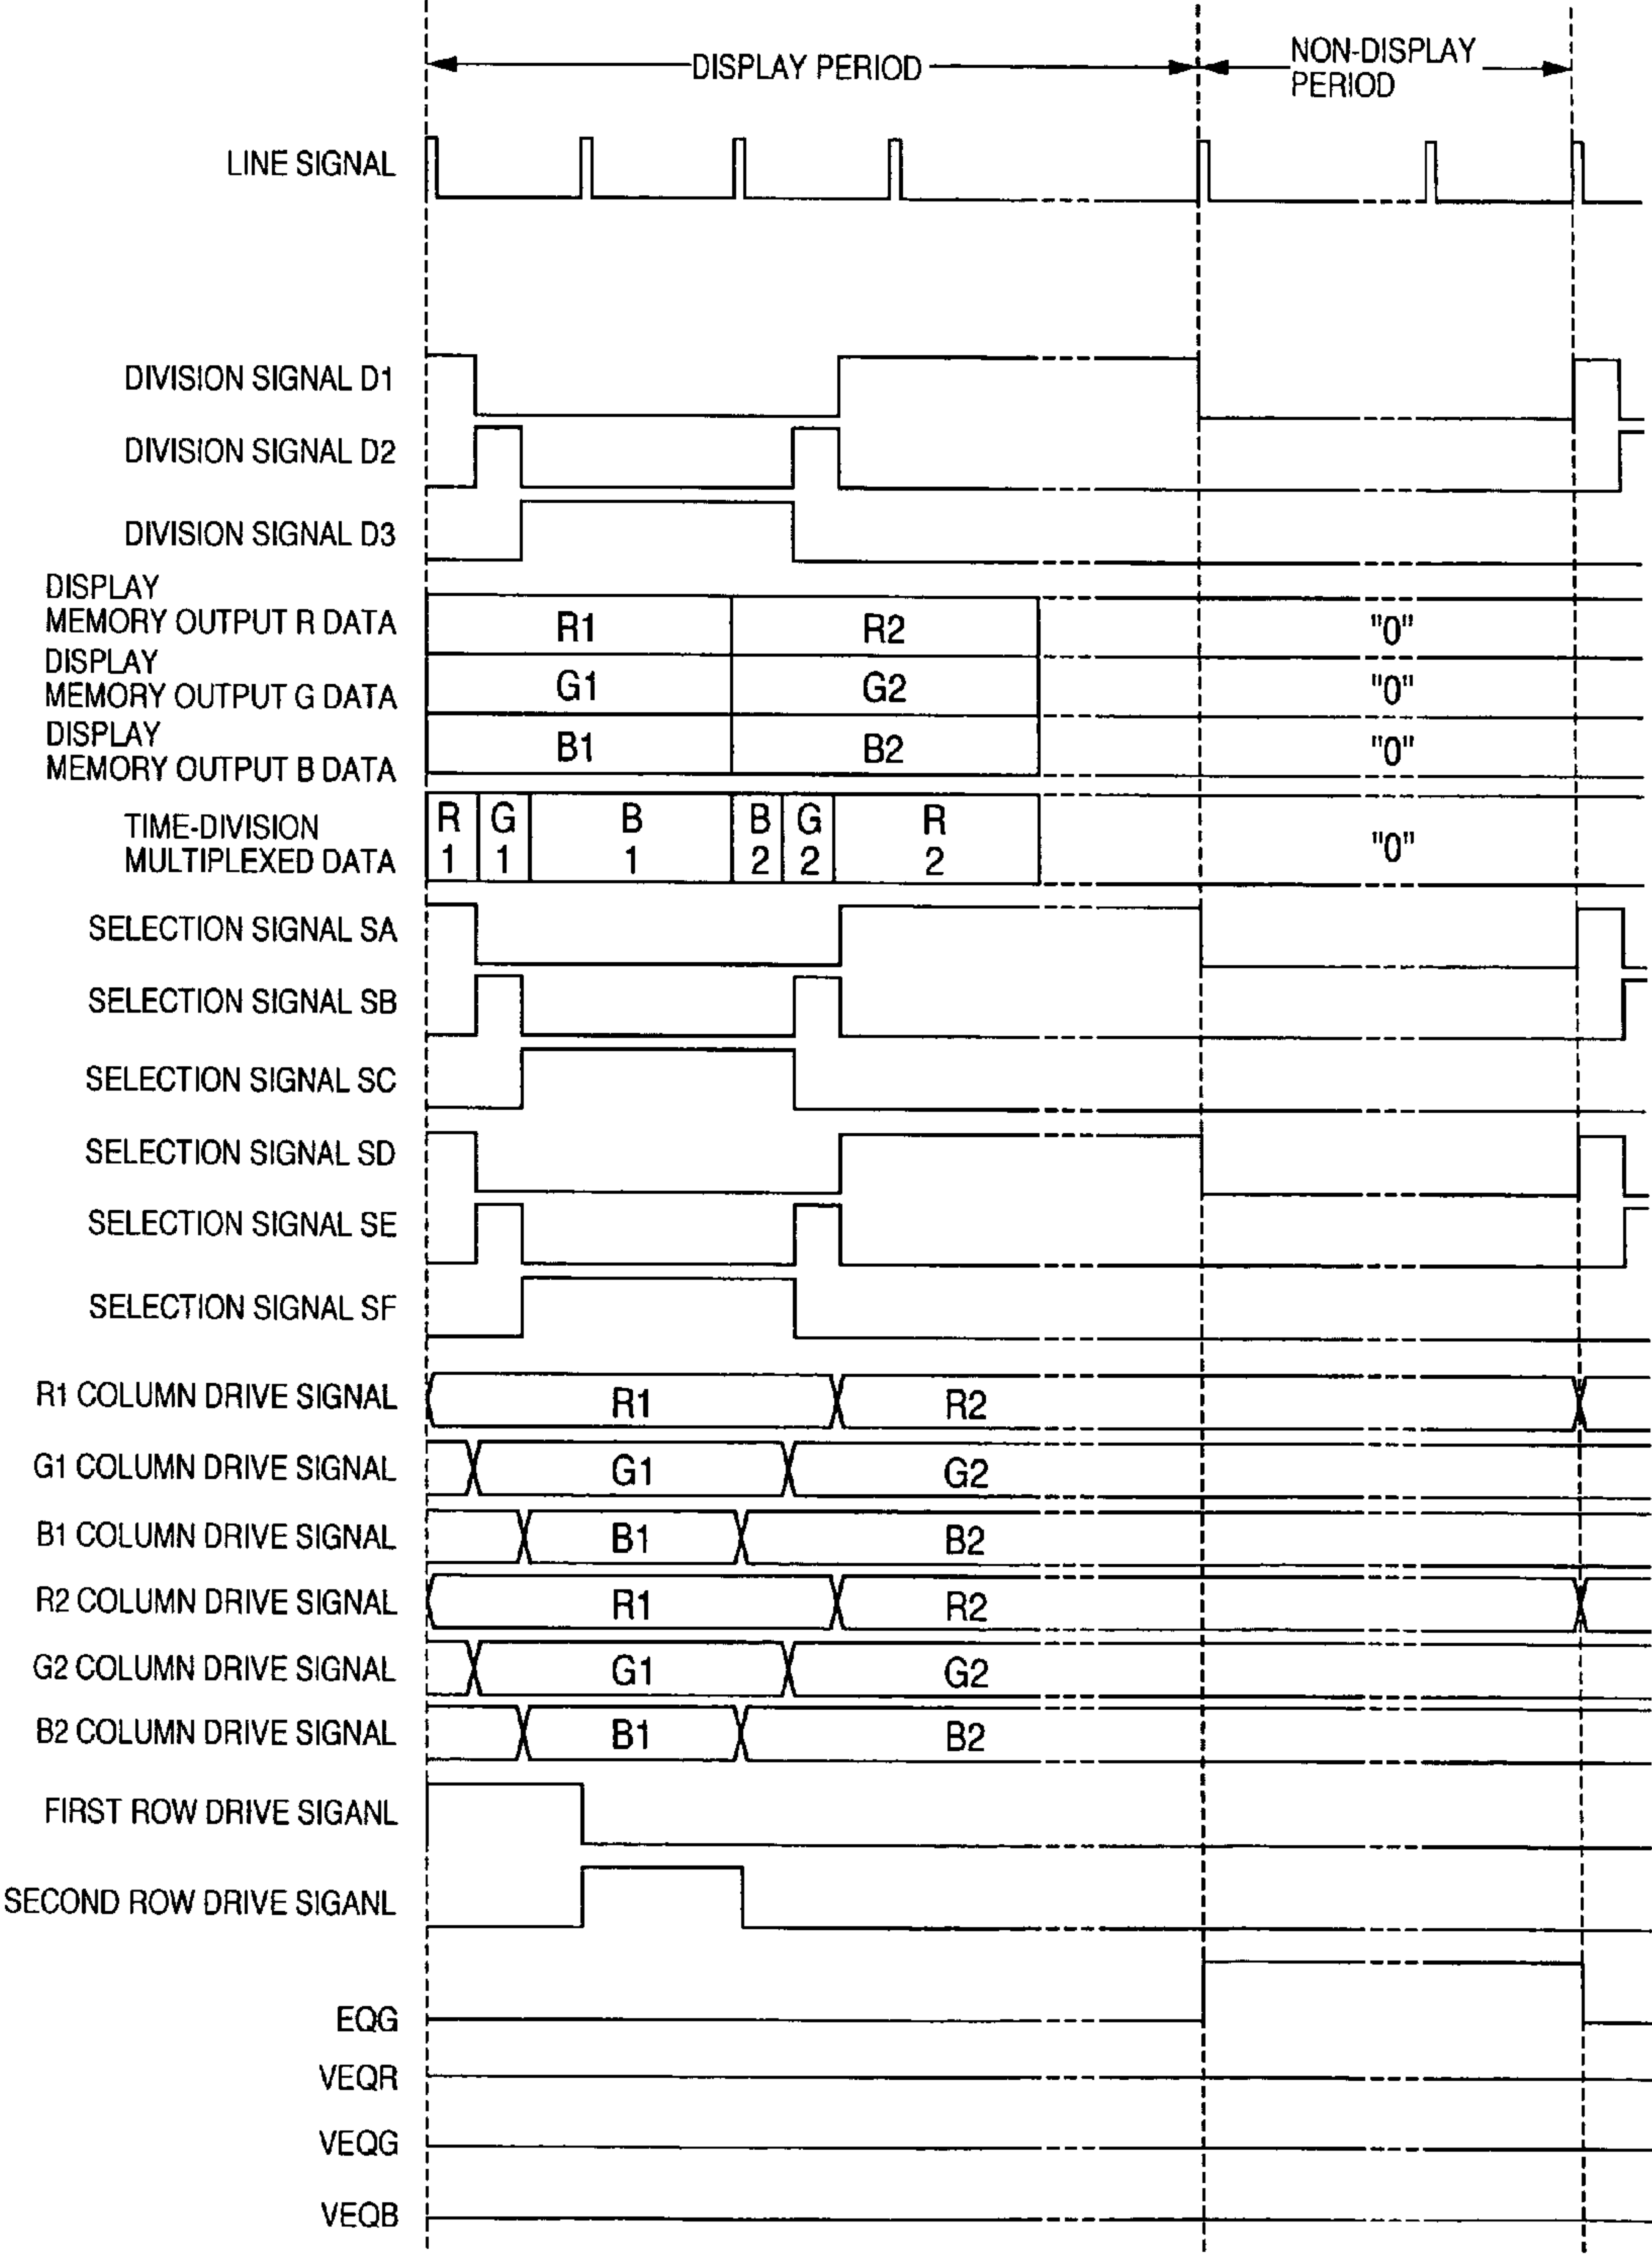 DISPLAY PERIOD
NON-DISPLAY
PERIOD
LINE SIGNAL
DIVISION SIGNAL D1
DIVISION SIGNAL D2
DIVISION SIGNAL D3
DISPLAY
MEMORY OUTPUT R DATA
R1 R2 "0"
DISPLAY
MEMORY OUTPUT G DATA
G1 G2 "0"
DISPLAY
MEMORY OUTPUT B DATA
B1 B2 "0"
TIME-DIVISION
MULTIPLEXED DATA
R G B B G R
1 1 1 2 2 2
"0"
SELECTION SIGNAL SA
SELECTION SIGNAL SB
SELECTION SIGNAL SC
SELECTION SIGNAL SD
SELECTION SIGNAL SE
SELECTION SIGNAL SF
R1 COLUMN DRIVE SIGNAL R1 R2
G1 COLUMN DRIVE SIGNAL G1 G2
B1 COLUMN DRIVE SIGNAL B1 B2
R2 COLUMN DRIVE SIGNAL R1 R2
G2 COLUMN DRIVE SIGNAL G1 G2
B2 COLUMN DRIVE SIGNAL B1 B2
FIRST ROW DRIVE SIGANL
SECOND ROW DRIVE SIGANL
EQG
VEQR
VEQG
VEQB